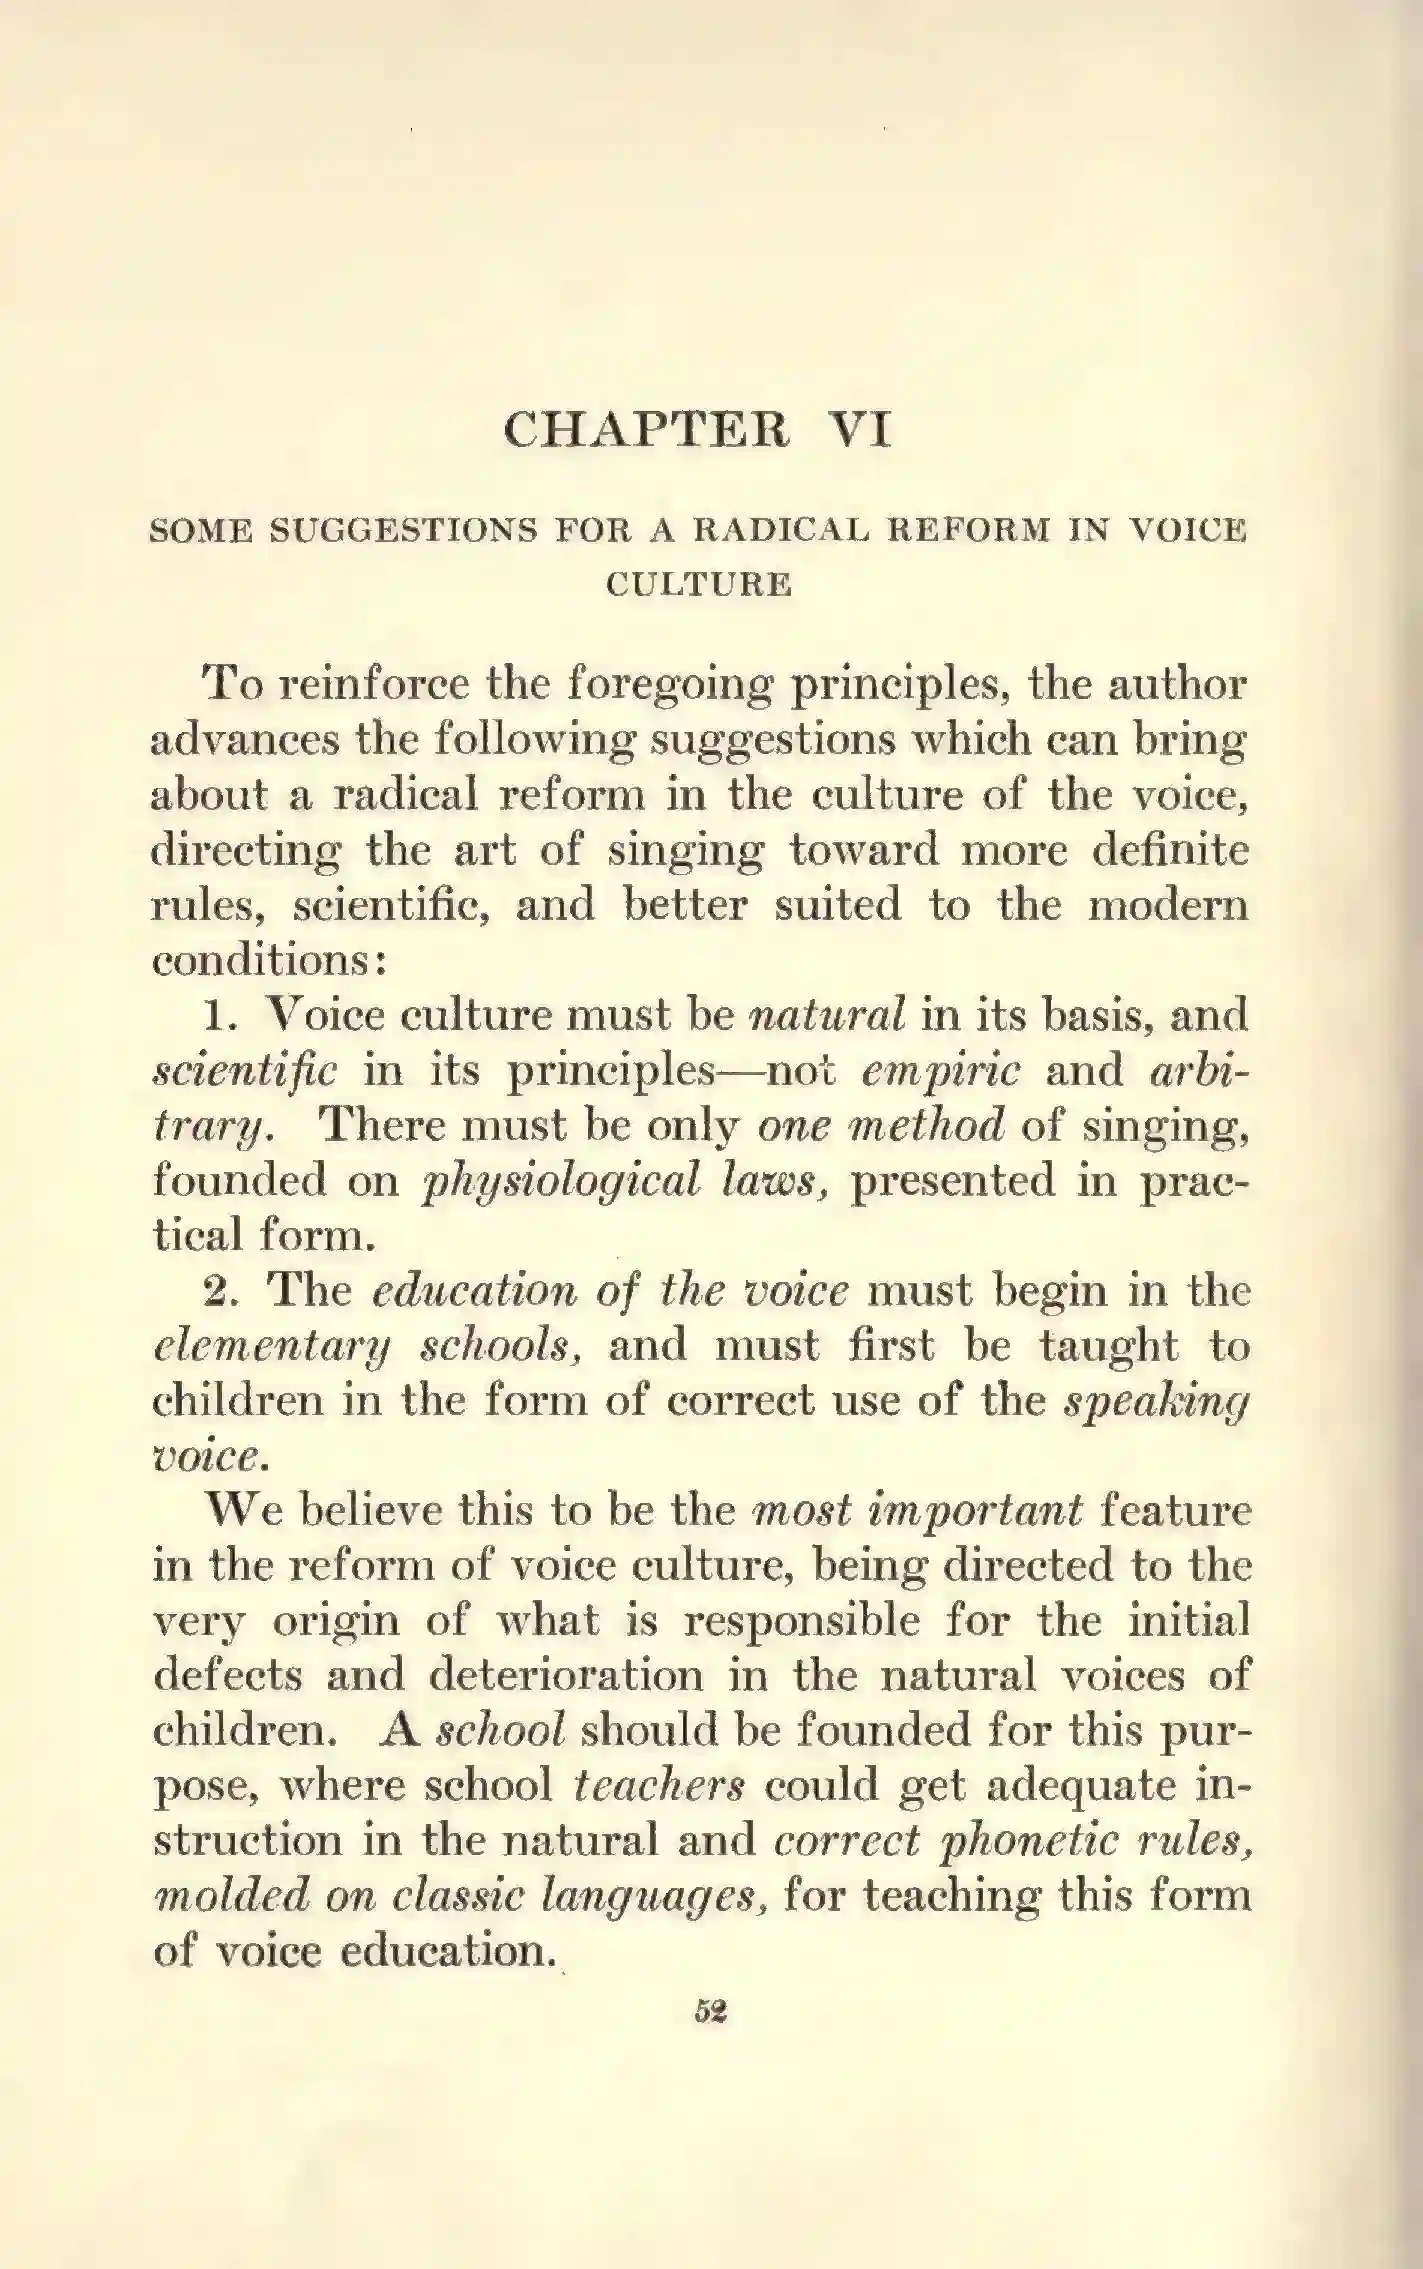 CHAPTER VI
SOME SUGGESTIONS FOR A RADICAL REFORM IN VOICE
CULTURE
To reinforce the foregoing principles, the author
advances the following suggestions which can bring
about a radical reform in the culture of the voice,
directing the art of singing toward more definite
rules, scientific, and better suited to the modern
conditions:
1. Voice culture must be natural in its basis, and
scientific in its principles—not empiric and arbi-
trary. There must be only one method of singing,
founded on physiological laws, presented in prac-
tical form.
2. The education of the voice must begin in the
elementary schools, and must first be taught to
children in the form of correct use of the speaking
voice.
We believe this to be the most important feature
in the reform of voice culture, being directed to the
very origin of what is responsible for the initial
defects and deterioration in the natural voices of
children. A school should be founded for this pur-
pose, where school teachers could get adequate in-
struction in the natural and correct phonetic rules,
molded on classic languages, for teaching this form
of voice education.
52